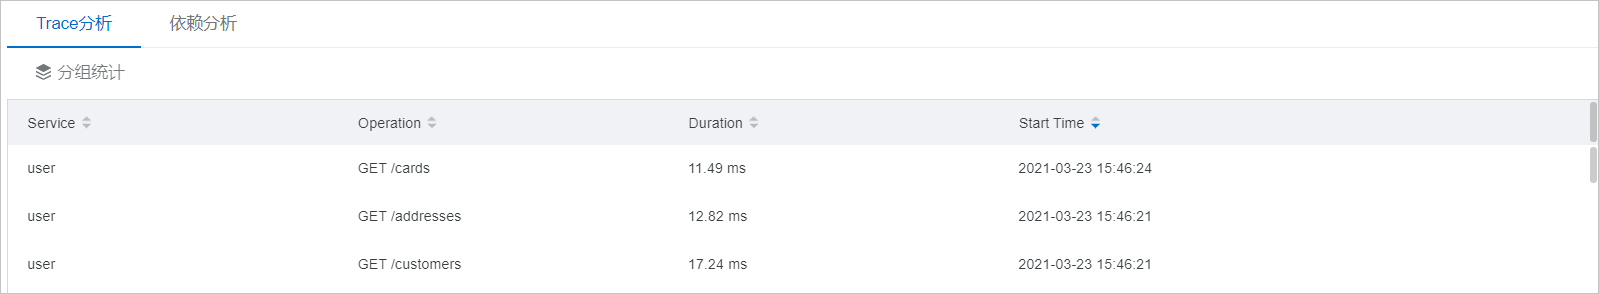 Trace分析 依赖分析
分组统计
Service Operation Duration Start Time
user GET /cards 11.49 ms 2021-03-23 15:46:24
user GET /addresses 12.82 ms 2021-03-23 15:46:21
user GET /customers 17.24 ms 2021-03-23 15:46:21